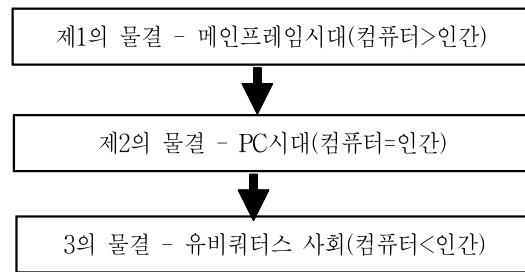 제1의 물결 - 메인프레임시대(컴퓨터>인간)
제2의 물결 - PC시대(컴퓨터=인간)
3의 물결 - 유비쿼터스 사회(컴퓨터<인간)